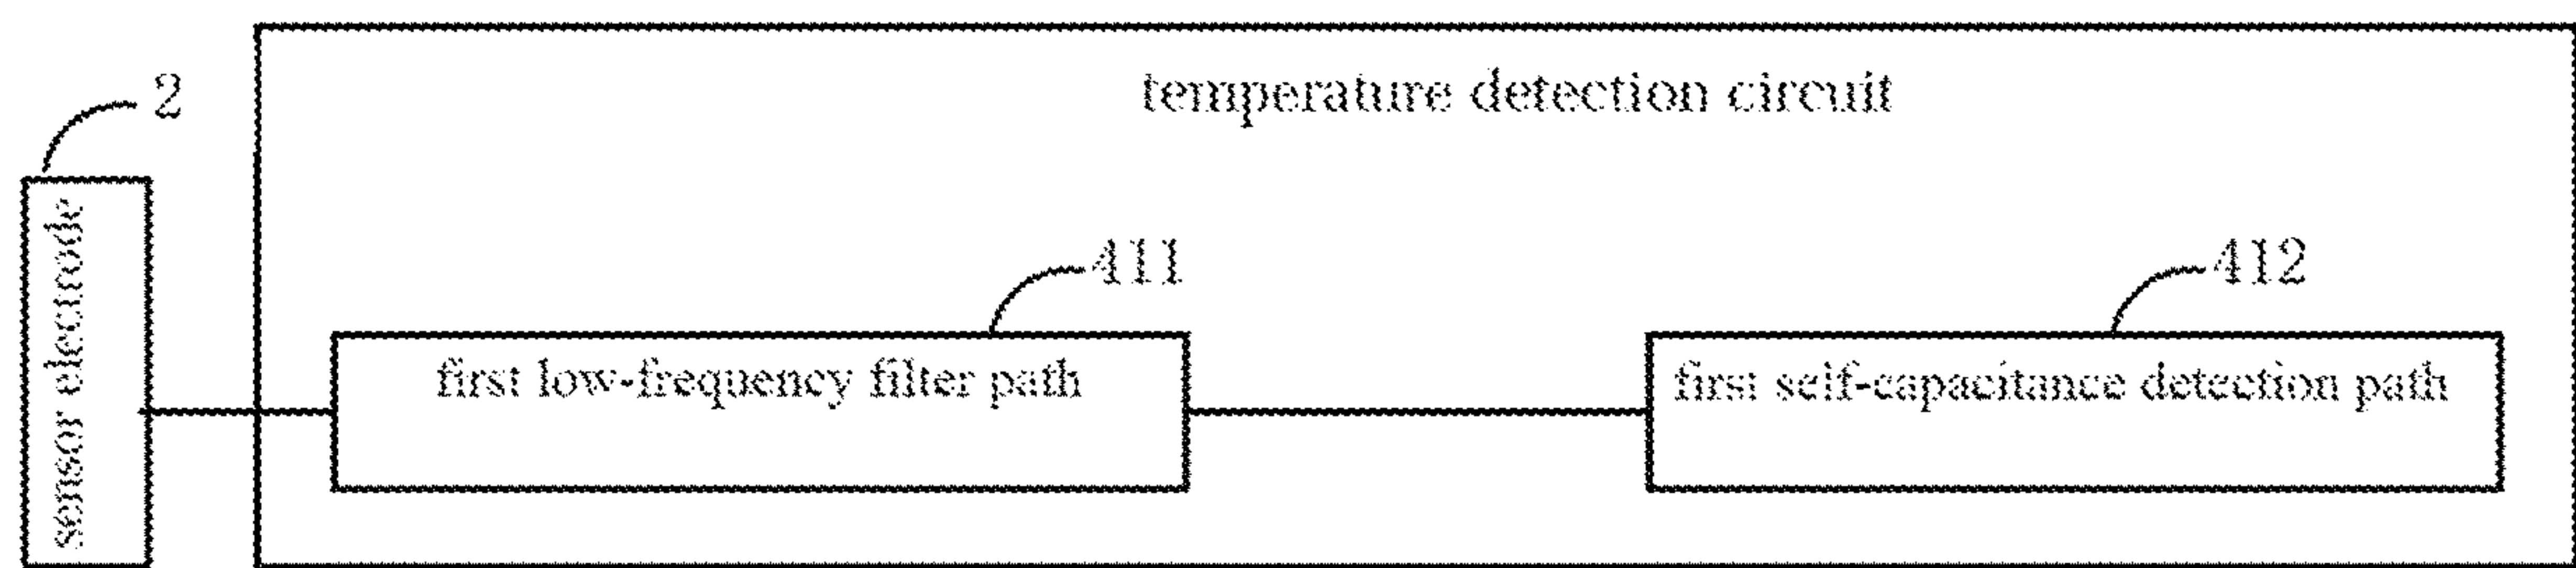 temperature detection circuit
2
sensor electrode
411
412
first low-frequency filter path
first self-capacitance detection path